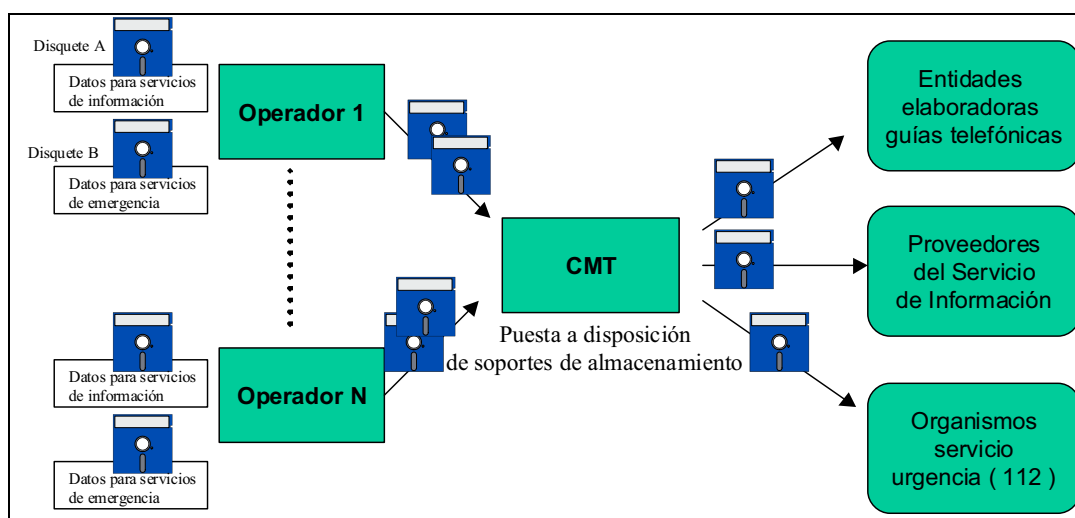 Disquete A
Datos para servicios
de información
Disquete B
Datos para servicios
de emergencia
Operador 1
Datos para servicios
de información
Datos para servicios
de emergencia
Operador N
CMT
Puesta a disposición
de soportes de almacenamiento
Entidades
elaboradoras
guías telefónicas
Proveedores
del Servicio
de Información
Organismos
servicio
urgencia ( 112 )